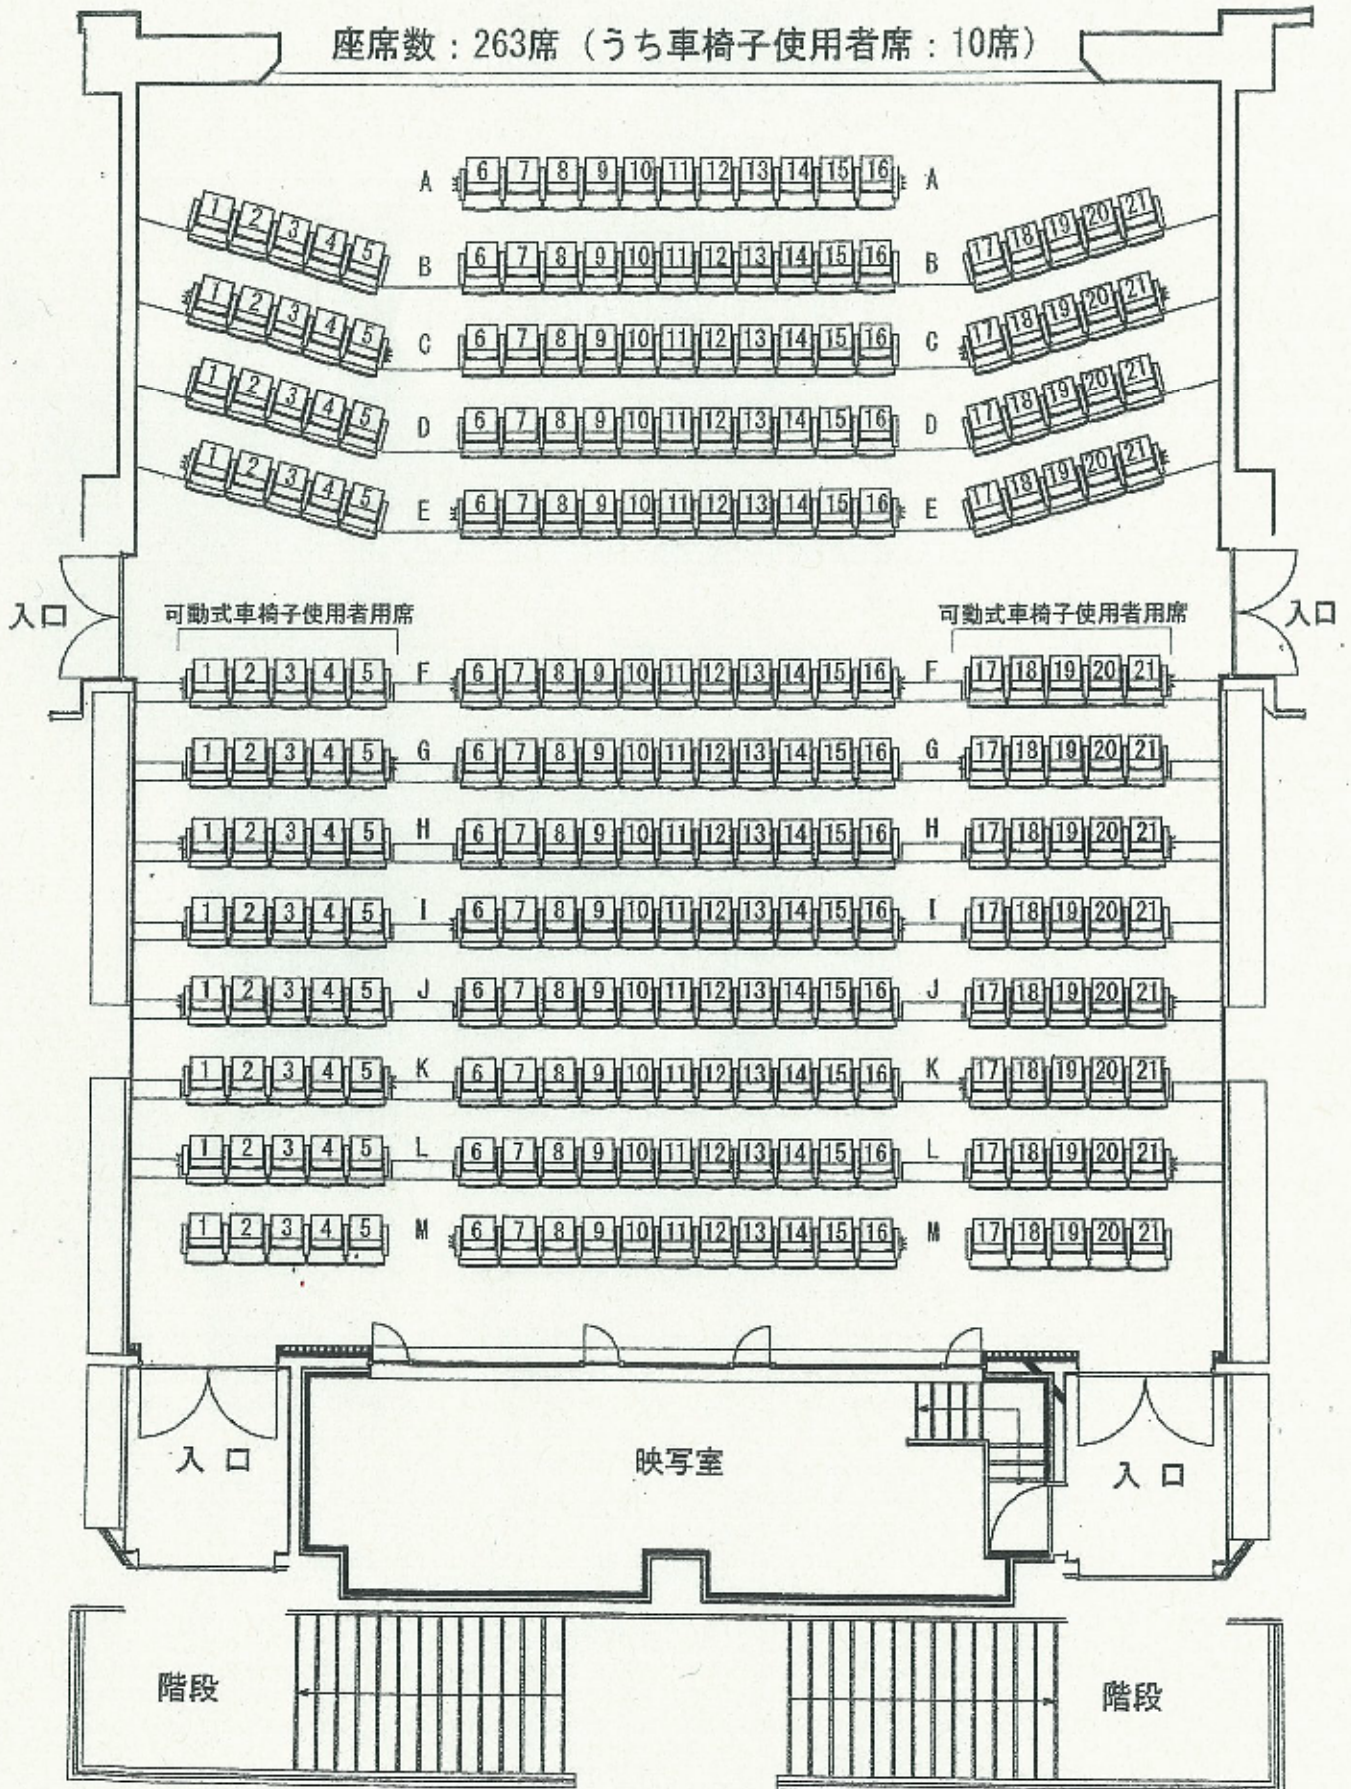 座席数：263席（うち車椅子使用者席：10席）
A 6 7 8 9 10 11 12 13 14 15 16 A
1 2 3 4 5 B 6 7 8 9 10 11 12 13 14 15 16 B 17 18 19 20 21
1 2 3 4 5 C 6 7 8 9 10 11 12 13 14 15 16 C 17 18 19 20 21
1 2 3 4 5 D 6 7 8 9 10 11 12 13 14 15 16 D 17 18 19 20 21
1 2 3 4 5 E 6 7 8 9 10 11 12 13 14 15 16 E 17 18 19 20 21
入口 可動式車椅子使用者用席 可動式車椅子使用者用席 入口
1 2 3 4 5 F 6 7 8 9 10 11 12 13 14 15 16 F 17 18 19 20 21
1 2 3 4 5 G 6 7 8 9 10 11 12 13 14 15 16 G 17 18 19 20 21
1 2 3 4 5 H 6 7 8 9 10 11 12 13 14 15 16 H 17 18 19 20 21
1 2 3 4 5 I 6 7 8 9 10 11 12 13 14 15 16 I 17 18 19 20 21
1 2 3 4 5 J 6 7 8 9 10 11 12 13 14 15 16 J 17 18 19 20 21
1 2 3 4 5 K 6 7 8 9 10 11 12 13 14 15 16 K 17 18 19 20 21
1 2 3 4 5 L 6 7 8 9 10 11 12 13 14 15 16 L 17 18 19 20 21
1 2 3 4 5 M 6 7 8 9 10 11 12 13 14 15 16 M 17 18 19 20 21
入口 映写室 入口
階段 階段